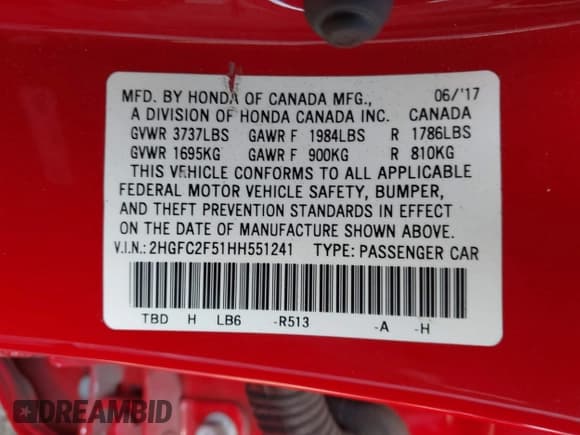 MFD. BY HONDA OF CANADA MFG., 06/'17
A DIVISION OF HONDA CANADA INC. CANADA
GVWR 3737LBS GAWR F 1984LBS R 1786LBS
GVWR 1695KG GAWR F 900KG R 810KG
THIS VEHICLE CONFORMS TO ALL APPLICABLE
FEDERAL MOTOR VEHICLE SAFETY, BUMPER,
AND THEFT PREVENTION STANDARDS IN EFFECT
ON THE DATE OF MANUFACTURE SHOWN ABOVE.
V.I.N.: 2HGFC2F51HH551241 TYPE: PASSENGER CAR
TBD H LB6 -R513 -A -H
DREAMBID